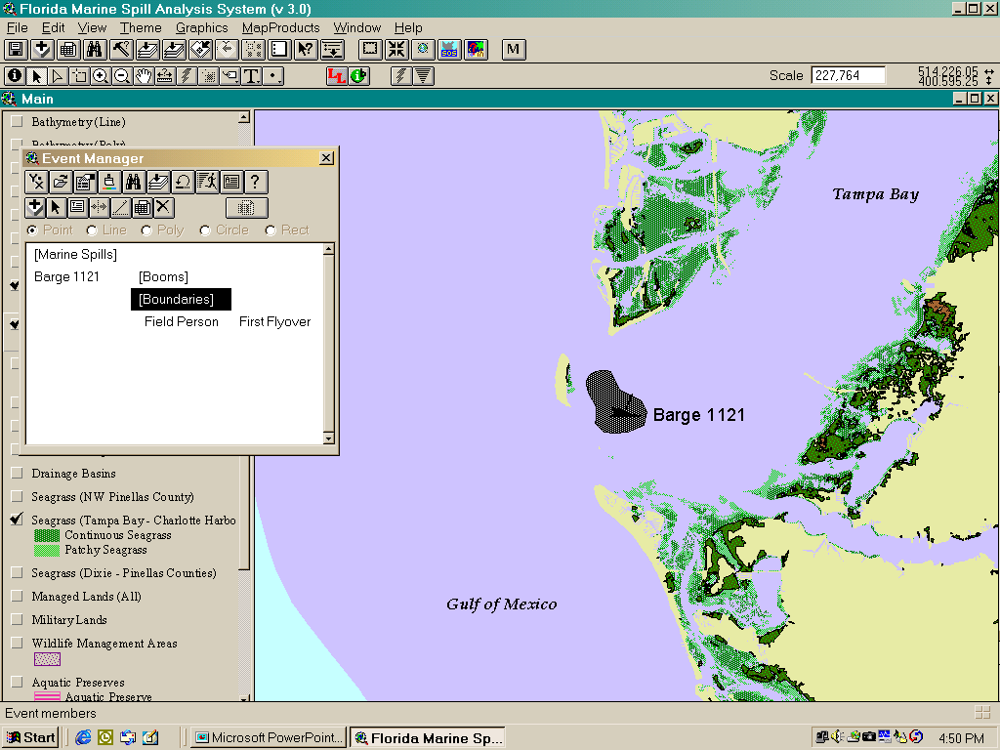 Florida Marine Spill Analysis System (v 3.0)
File Edit View Theme Graphics MapProducts Window Help
SOS M
LL Scale 227,764 514,226.05
400,595.25
Main
Bathymetry (Line)
Event Manager
?
Point Line Poly Circle Rect
[Marine Spills]
Barge 1121 [Booms]
[Boundaries]
Field Person First Flyover
Drainage Basins
Seagrass (NW Pinellas County)
Seagrass (Tampa Bay - Charlotte Harbo
Continuous Seagrass
Patchy Seagrass
Seagrass (Dixie - Pinellas Counties)
Managed Lands (All)
Military Lands
Wildlife Management Areas
Aquatic Preserves
Aquatic Preserve
Tampa Bay
Barge 1121
Gulf of Mexico
Event members
Start Microsoft PowerPoint... Florida Marine Sp... 4:50 PM